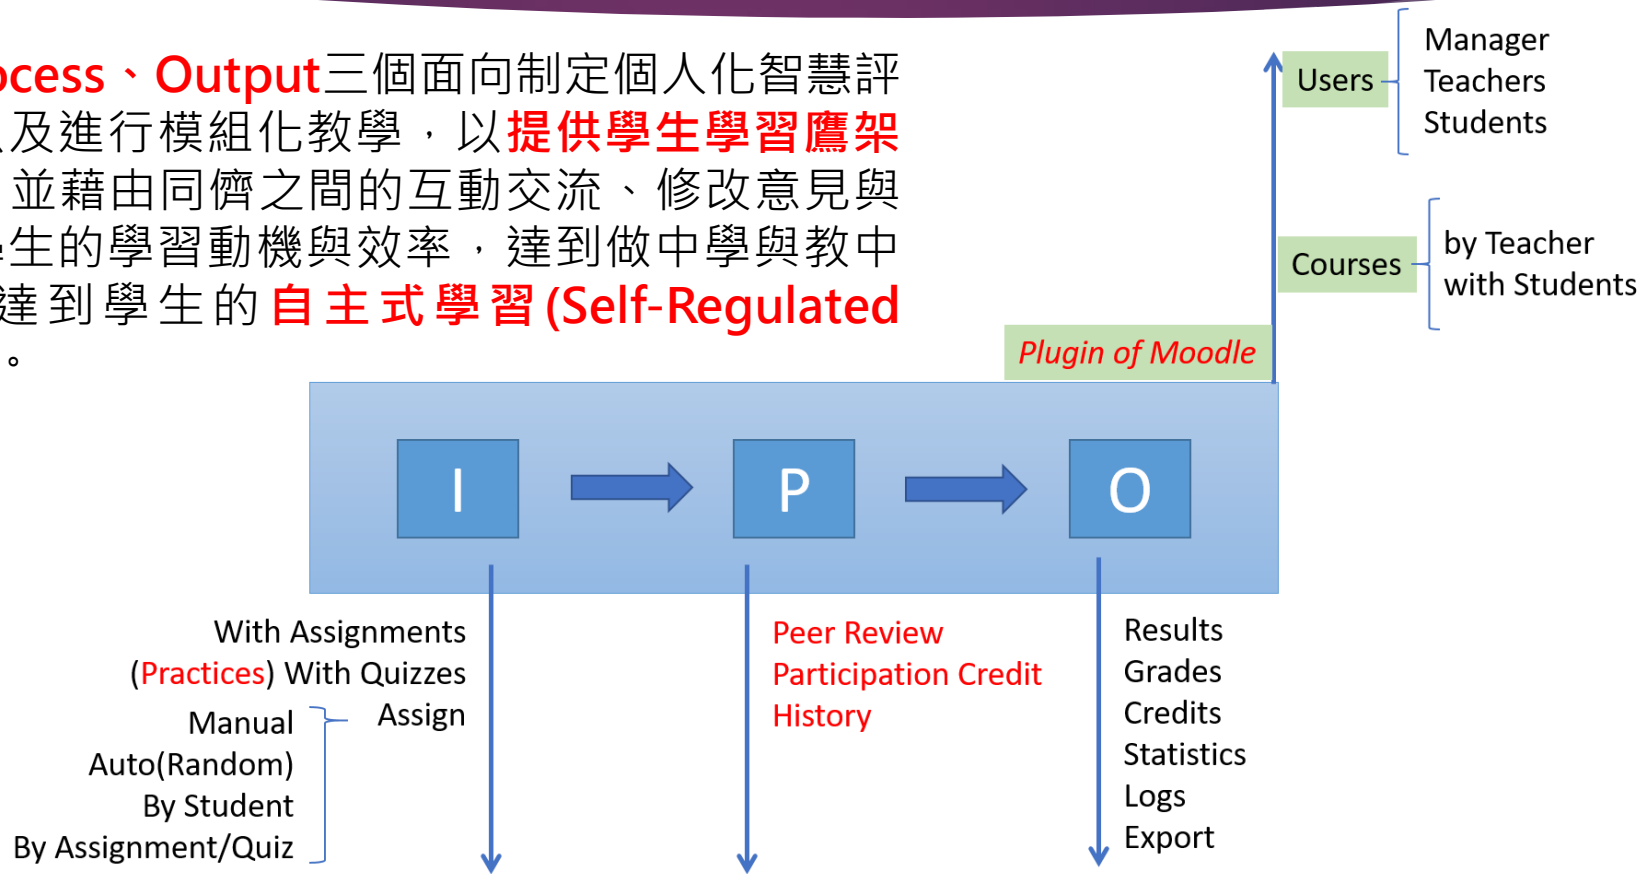 ocess、Output三個面向制定個人化智慧評
及進行模組化教學，以提供學生學習鷹架
並藉由同儕之間的互動交流、修改意見與
學生的學習動機與效率，達到做中學與教中
達到學生的自主式學習(Self-Regulated
。
Users
Manager
Teachers
Students
Courses
by Teacher
with Students
Plugin of Moodle
I
P
O
With Assignments
(Practices) With Quizzes
Assign
Manual
Auto(Random)
By Student
By Assignment/Quiz
Peer Review
Participation Credit
History
Results
Grades
Credits
Statistics
Logs
Export